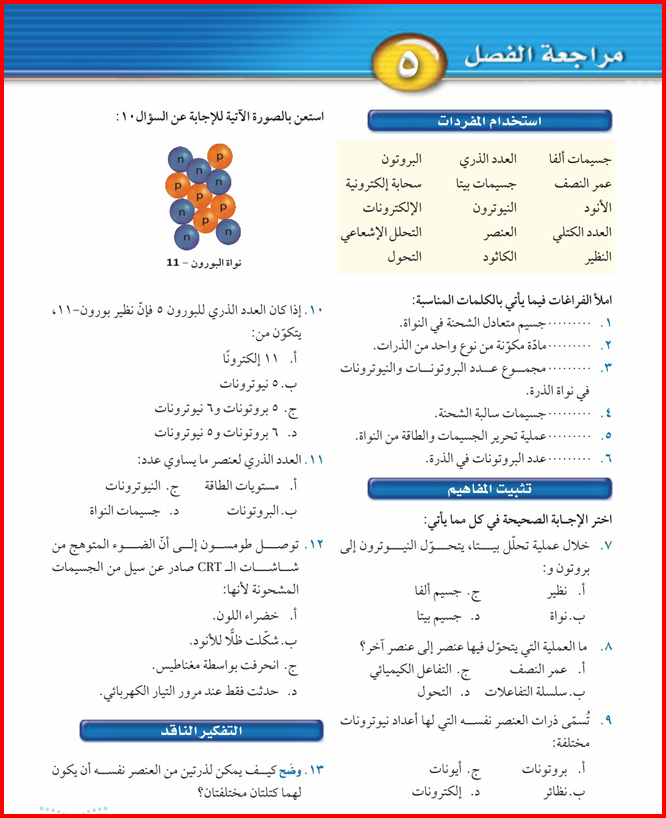 مراجعة الفصل
٥
استخدام المفردات
جسيمات ألفا العدد الذري البروتون
عمر النصف جسيمات بيتا سحابة إلكترونية
الأنود النيوترون الإلكترونات
العدد الكتلي العنصر التحلل الإشعاعي
النظير الكاثود التحول
املأ الفراغات فيما يأتي بالكلمات المناسبة:
١. ......... جسيم متعادل الشحنة في النواة.
٢. ......... مادّة مكوّنة من نوع واحد من الذرات.
٣. ......... مجموع عدد البروتونات والنيوترونات
في نواة الذرة.
٤. ......... جسيمات سالبة الشحنة.
٥. ......... عملية تحرير الجسيمات والطاقة من النواة.
٦. ......... عدد البروتونات في الذرة.
تثبيت المفاهيم
اختر الإجابة الصحيحة في كل مما يأتي:
٧. خلال عملية تحلّل بيتا، يتحوّل النيوترون إلى
بروتون و:
أ. نظير ج. جسيم ألفا
ب. نواة د. جسيم بيتا
٨. ما العملية التي يتحوّل فيها عنصر إلى عنصر آخر؟
أ. عمر النصف ج. التفاعل الكيميائي
ب. سلسلة التفاعلات د. التحول
٩. تُسمّى ذرات العنصر نفسه التي لها أعداد نيوترونات
مختلفة:
أ. بروتونات ج. أيونات
ب. نظائر د. إلكترونات
استعن بالصورة الآتية للإجابة عن السؤال ١٠:
n p
n n
p p
n p p
n n
نواة البورون – 11
١٠. إذا كان العدد الذري للبورون ٥ فإنّ نظير بورون-١١،
يتكوّن من:
أ. ١١ إلكترونًا
ب. ٥ نيوترونات
ج. ٥ بروتونات و٦ نيوترونات
د. ٦ بروتونات و٥ نيوترونات
١١. العدد الذري لعنصر ما يساوي عدد:
أ. مستويات الطاقة ج. النيوترونات
ب. البروتونات د. جسيمات النواة
١٢. توصل طومسون إلى أنّ الضوء المتوهج من
شاشات الـ CRT صادر عن سيل من الجسيمات
المشحونة لأنها:
أ. خضراء اللون.
ب. شكّلت ظلًّا للأنود.
ج. انحرفت بواسطة مغناطيس.
د. حدثت فقط عند مرور التيار الكهربائي.
التفكير الناقد
١٣. وضّح كيف يمكن لذرتين من العنصر نفسه أن يكون
لهما كتلتان مختلفتان؟